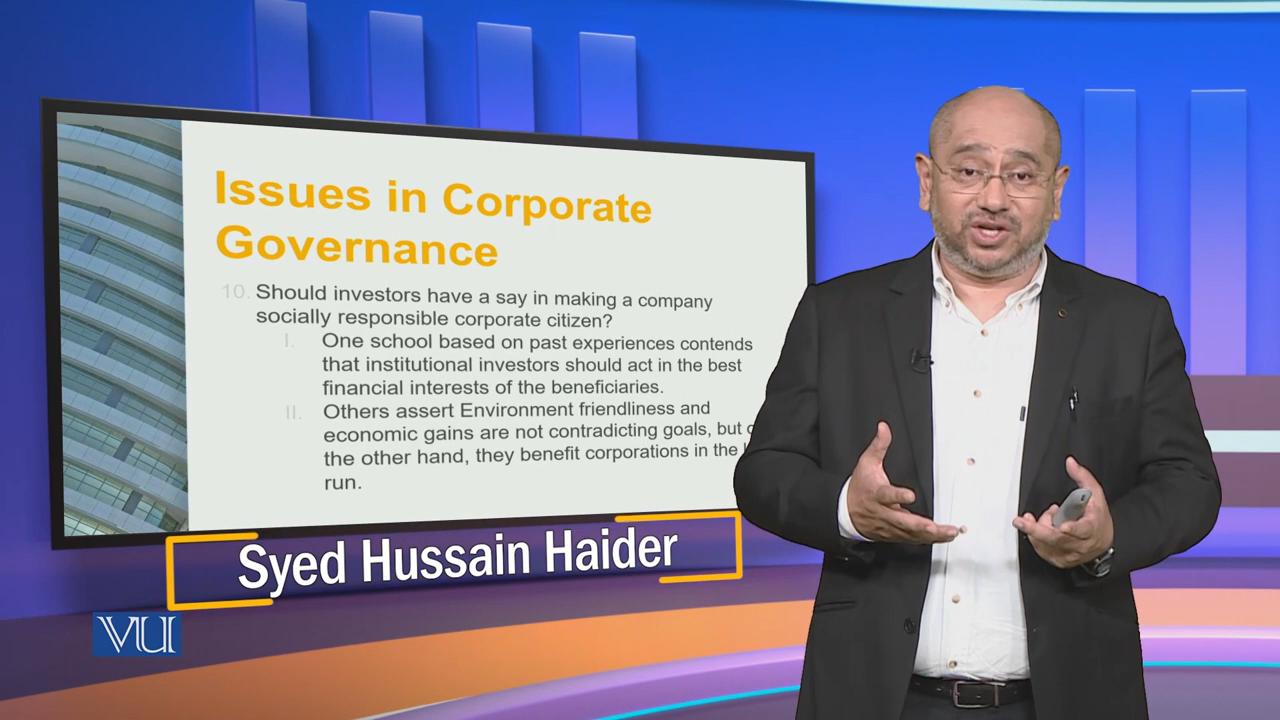 Issues in Corporate
Governance
10. Should investors have a say in making a company
socially responsible corporate citizen?
I. One school based on past experiences contends
that institutional investors should act in the best
financial interests of the beneficiaries.
II. Others assert Environment friendliness and
economic gains are not contradicting goals, but
the other hand, they benefit corporations in the
run.
Syed Hussain Haider
VU